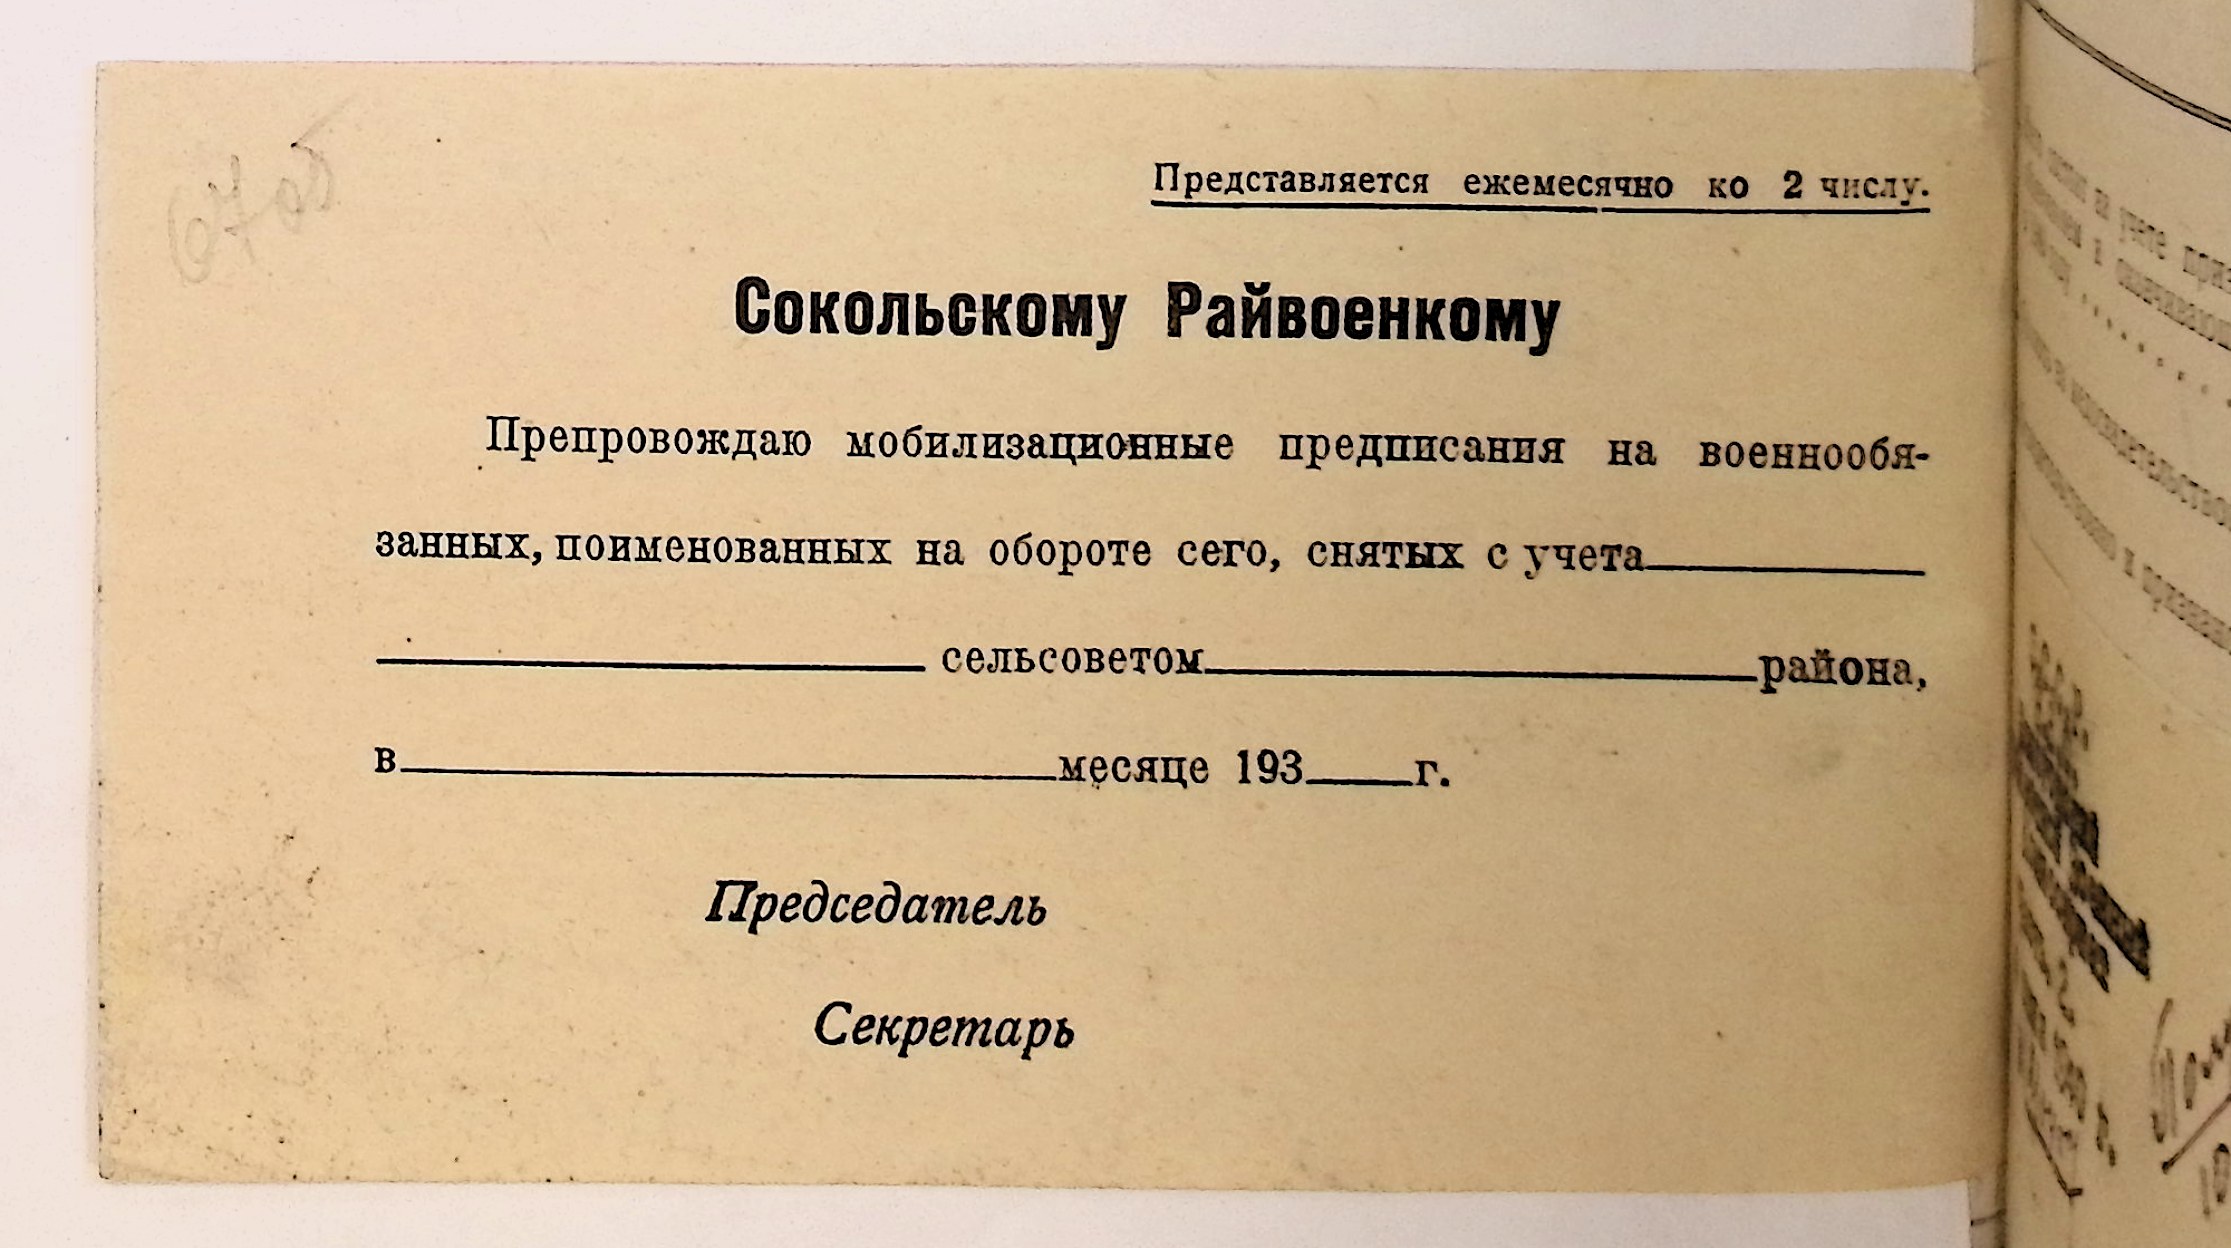 67об
Представляется ежемесячно ко 2 числу.
Сокольскому Райвоенкому
Препровождаю мобилизационные предписания на военнообя-
занных, поименованных на обороте сего, снятых с учета
сельсоветом района,
в месяце 193 г.
Председатель
Секретарь